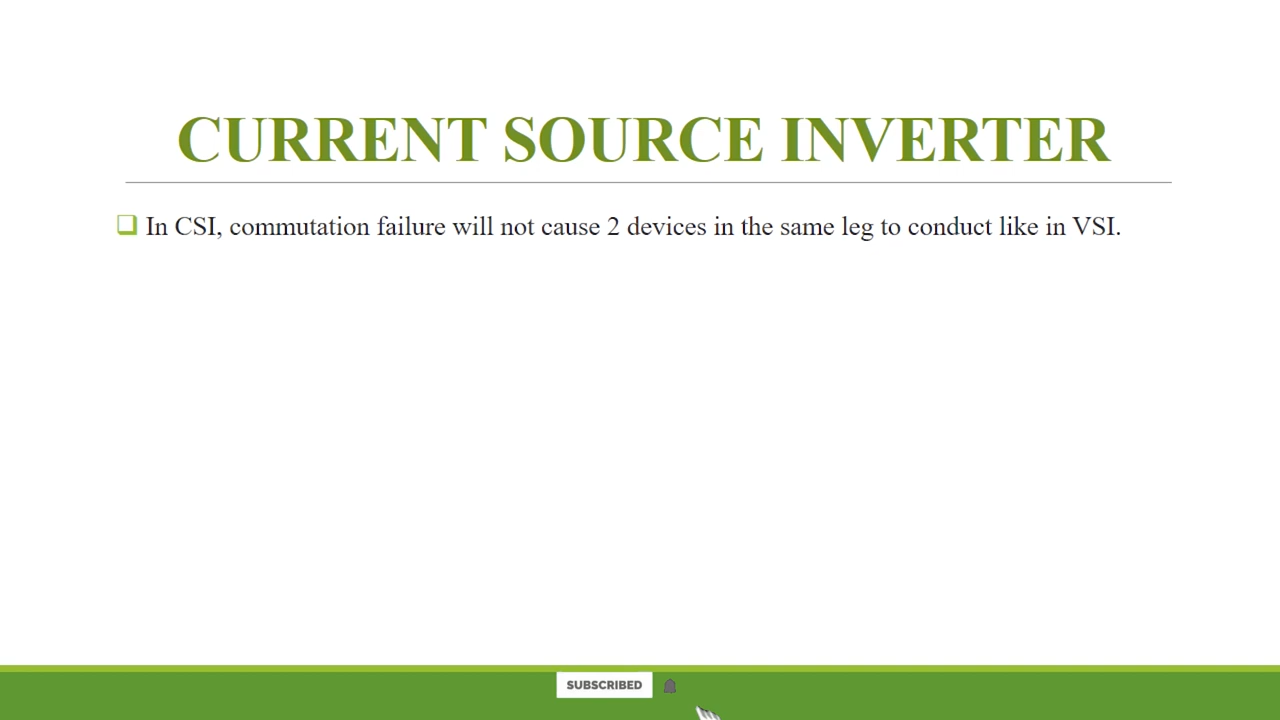 CURRENT SOURCE INVERTER
In CSI, commutation failure will not cause 2 devices in the same leg to conduct like in VSI.
SUBSCRIBED